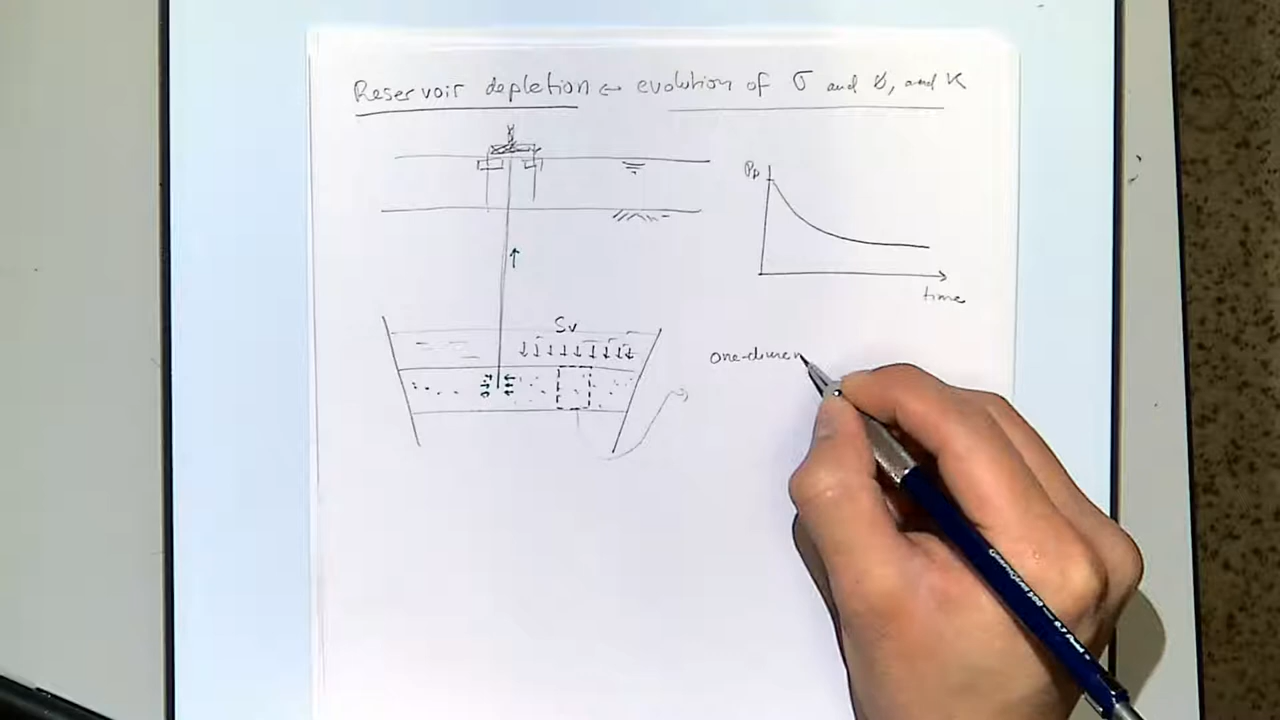 Reservoir depletion ↔ evolution of σ and ϕ, and k
Pp
time
Sv
one-dimen